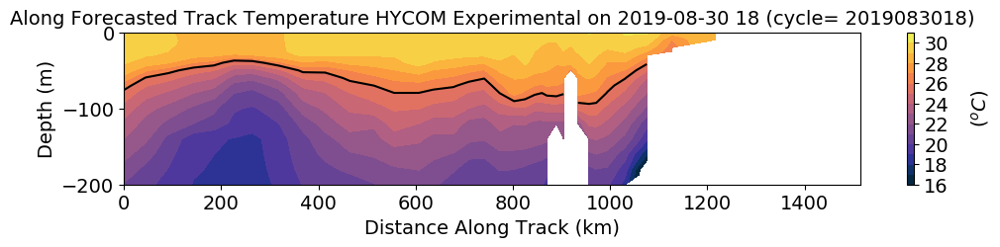 Along Forecasted Track Temperature HYCOM Experimental on 2019-08-30 18 (cycle= 2019083018)
Depth (m)
0
−100
−200
0 200 400 600 800 1000 1200 1400
Distance Along Track (km)
30
28
26
24
22
20
18
16
(°C)